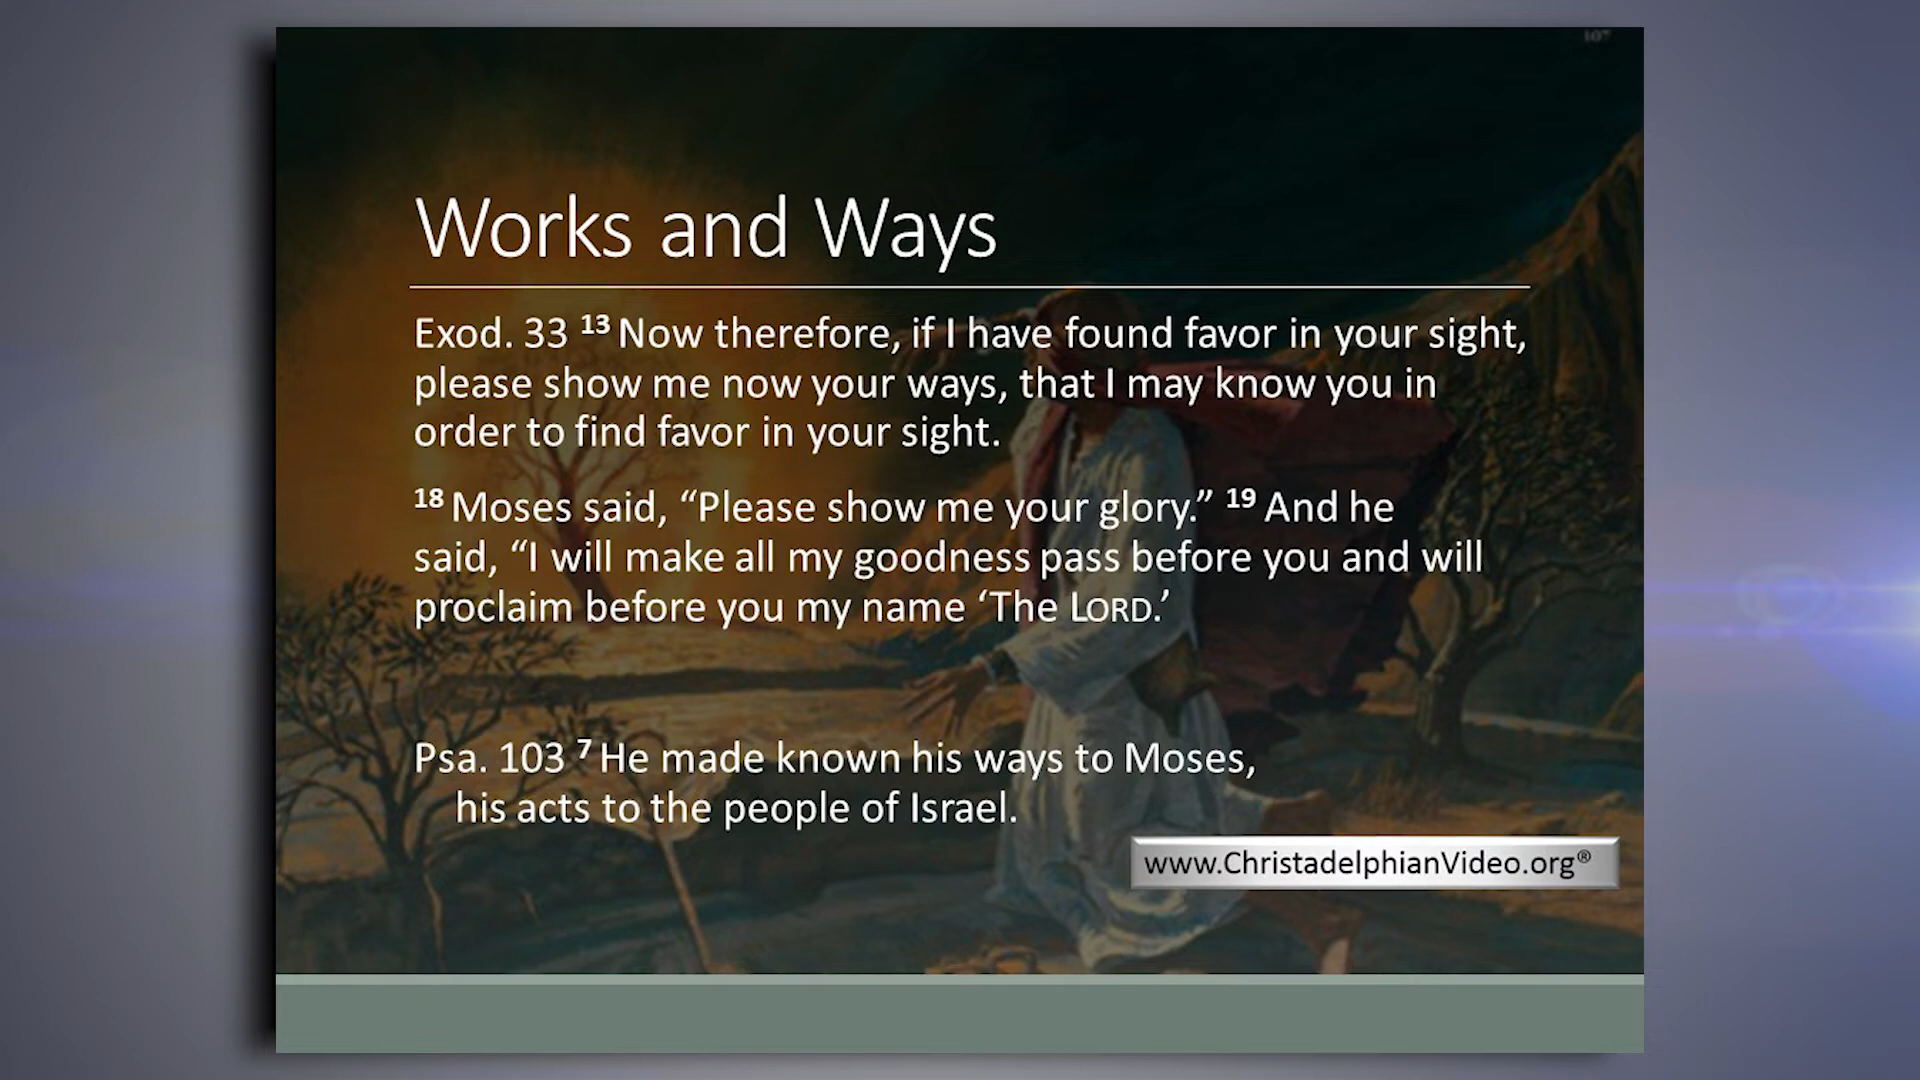 107
Works and Ways
Exod. 33 13 Now therefore, if I have found favor in your sight,
please show me now your ways, that I may know you in
order to find favor in your sight.
18 Moses said, “Please show me your glory.” 19 And he
said, “I will make all my goodness pass before you and will
proclaim before you my name ‘The LORD.’
Psa. 103 7 He made known his ways to Moses,
his acts to the people of Israel.
www.ChristadelphianVideo.org®